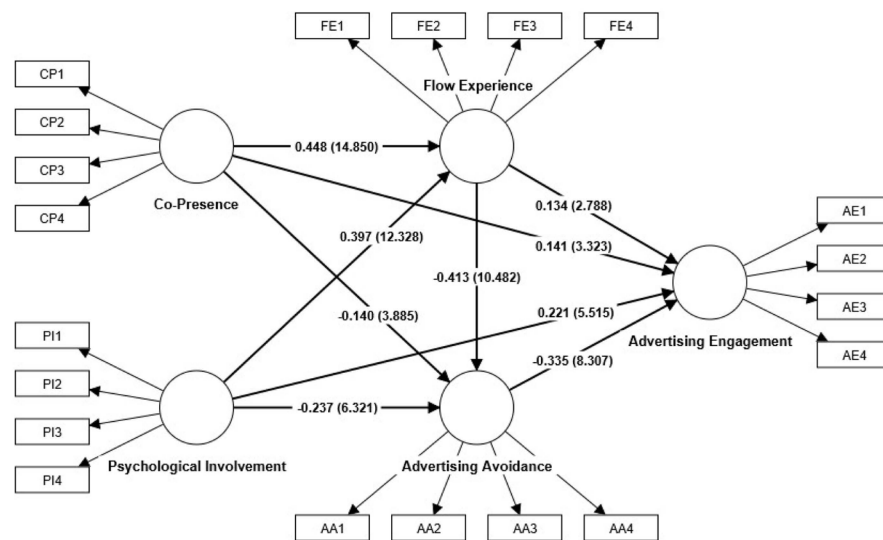 FE1
FE2
FE3
FE4
Flow Experience
CP1
CP2
CP3
CP4
Co-Presence
0.448 (14.850)
0.134 (2.788)
0.397 (12.328)
0.141 (3.323)
-0.413 (10.482)
-0.140 (3.885)
0.221 (5.515)
-0.335 (8.307)
-0.237 (6.321)
AE1
AE2
AE3
AE4
Advertising Engagement
PI1
PI2
PI3
PI4
Psychological Involvement
Advertising Avoidance
AA1
AA2
AA3
AA4